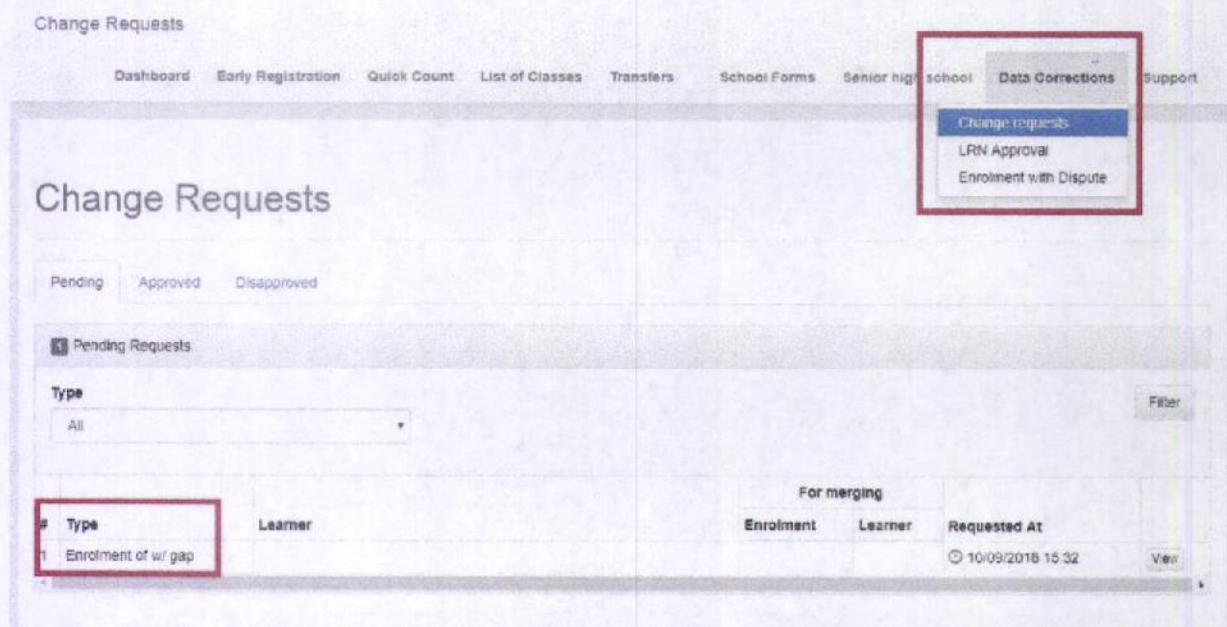 Change Requests
Dashboard Early Registration Quick Count List of Classes Transfers School Forms Senior high school Data Corrections Support
Change requests
LRN Approval
Enrolment with Dispute
Change Requests
Pending Approved Disapproved
Pending Requests
Type
All
Filter
For merging
# Type Learner Enrolment Learner Requested At
1 Enrolment of w/ gap 10/09/2018 15:32 View